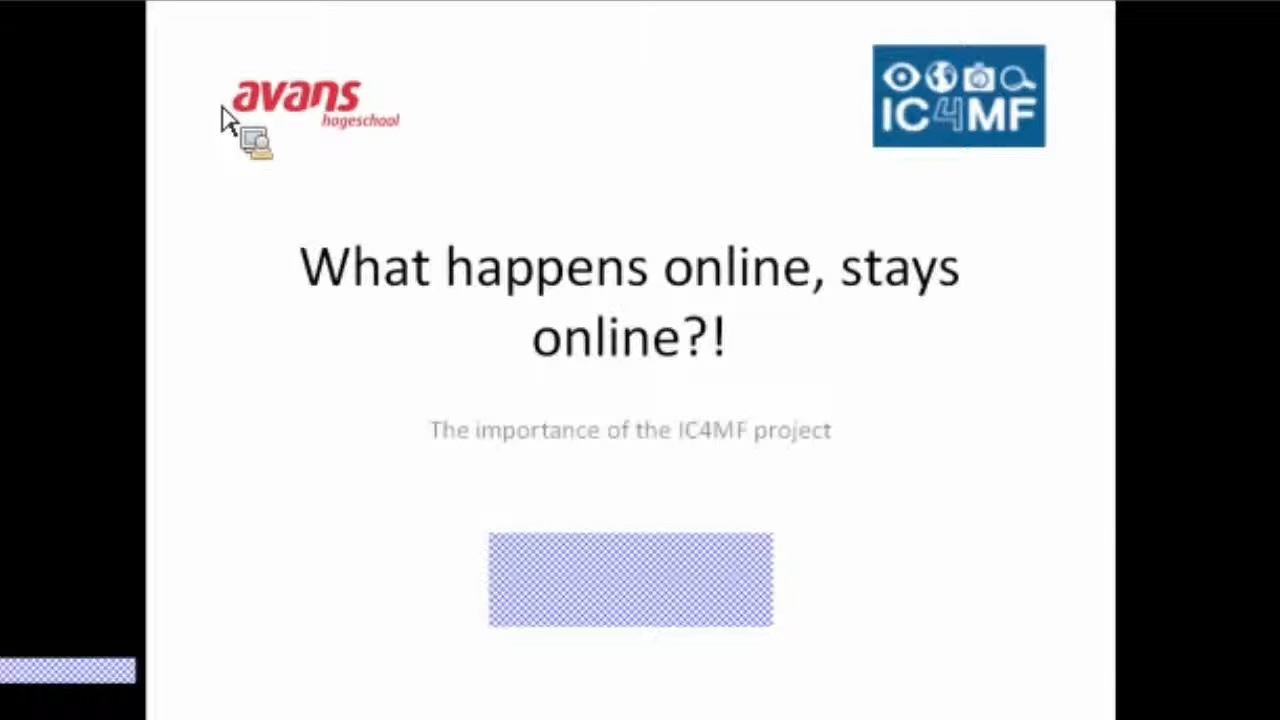 avans
hogeschool
IC4MF
What happens online, stays
online?!
The importance of the IC4MF project